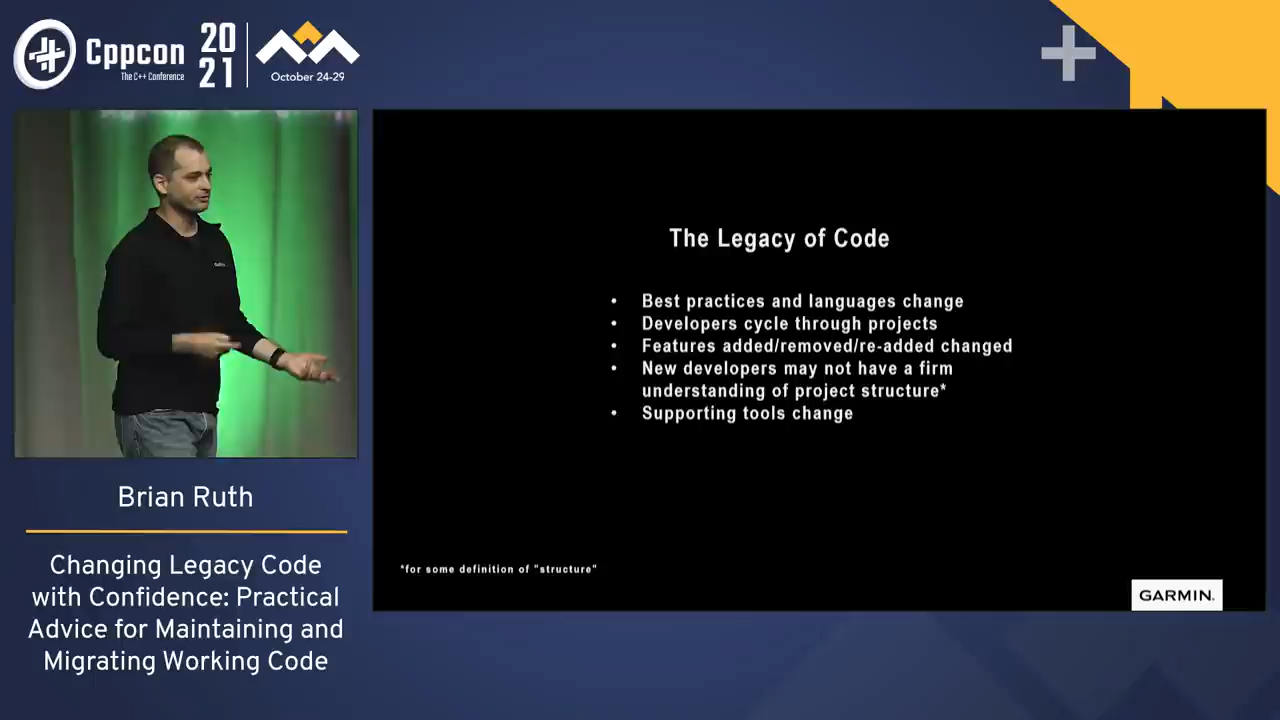 Cppcon
The C++ Conference
20
21
October 24-29
The Legacy of Code
• Best practices and languages change
• Developers cycle through projects
• Features added/removed/re-added changed
• New developers may not have a firm
understanding of project structure*
• Supporting tools change
*for some definition of "structure"
GARMIN.
Brian Ruth
Changing Legacy Code
with Confidence: Practical
Advice for Maintaining and
Migrating Working Code